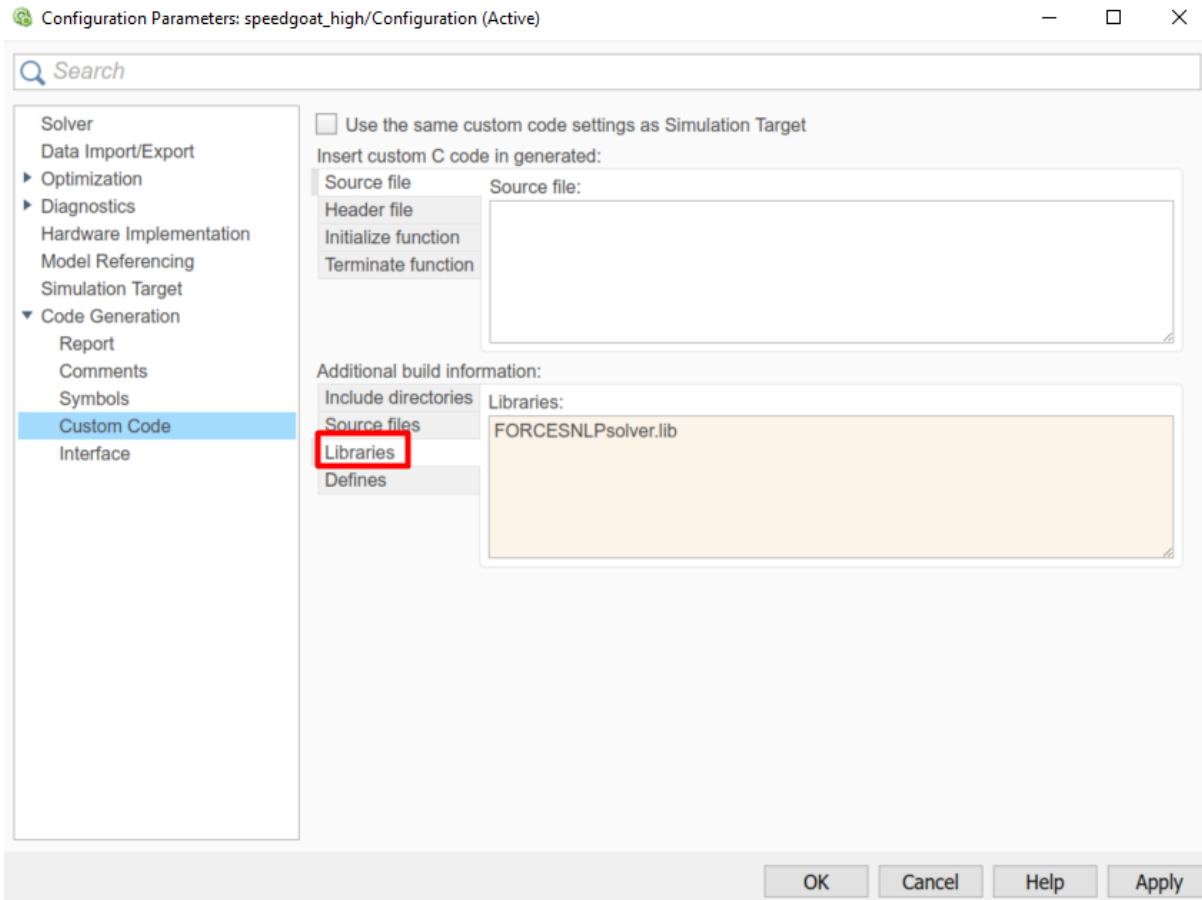 Configuration Parameters: speedgoat_high/Configuration (Active)
Search
Solver
Data Import/Export
Optimization
Diagnostics
Hardware Implementation
Model Referencing
Simulation Target
Code Generation
Report
Comments
Symbols
Custom Code
Interface
Use the same custom code settings as Simulation Target
Insert custom C code in generated:
Source file
Header file
Initialize function
Terminate function
Source file:
Additional build information:
Include directories
Source files
Libraries
Defines
Libraries:
FORCESNLPsolver.lib
OK
Cancel
Help
Apply